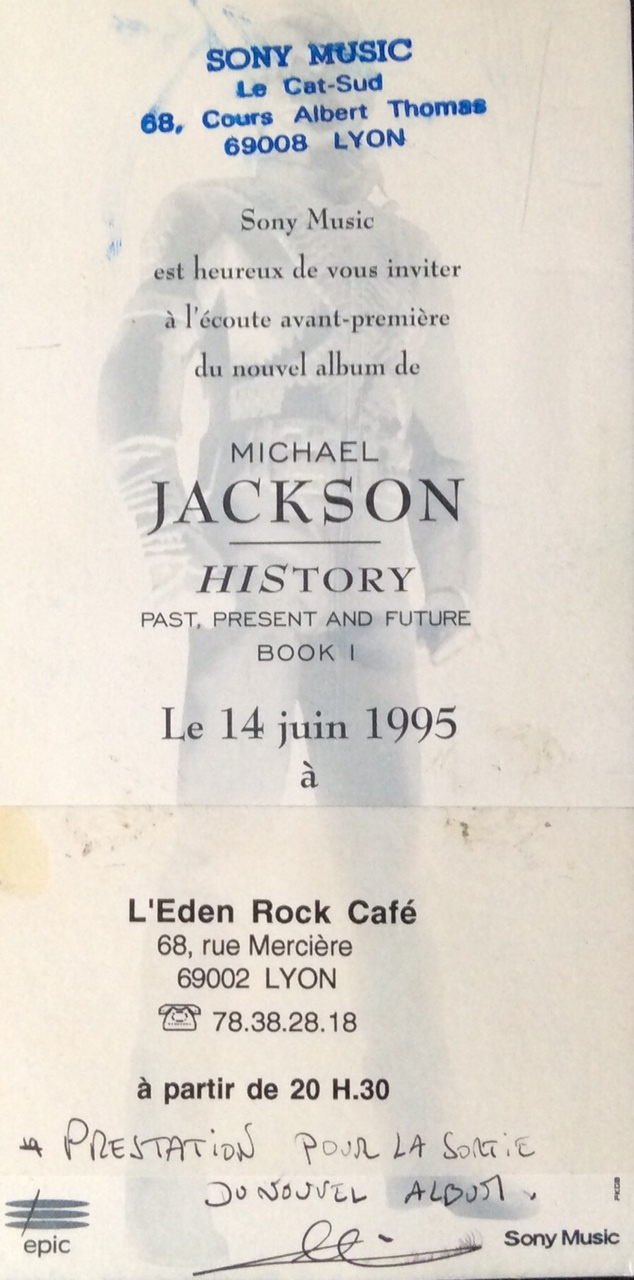 SONY MUSIC
Le Cat-Sud
68, Cours Albert Thomas
69008 LYON
Sony Music
est heureux de vous inviter
à l'écoute avant-première
du nouvel album de
MICHAEL
JACKSON
HISTORY
PAST, PRESENT AND FUTURE
BOOK I
Le 14 juin 1995
à
L'Eden Rock Café
68, rue Mercière
69002 LYON
78.38.28.18
à partir de 20 H.30
PRESTATION POUR LA SORTIE
DU NOUVEL ALBUM.
epic
Sony Music